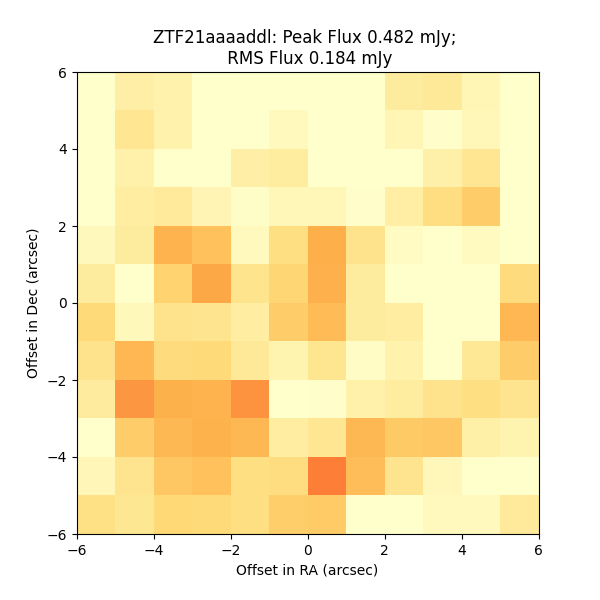 ZTF21aaaaddl: Peak Flux 0.482 mJy;
RMS Flux 0.184 mJy
6
4
2
0
−2
−4
−6
Offset in Dec (arcsec)
−6 −4 −2 0 2 4 6
Offset in RA (arcsec)